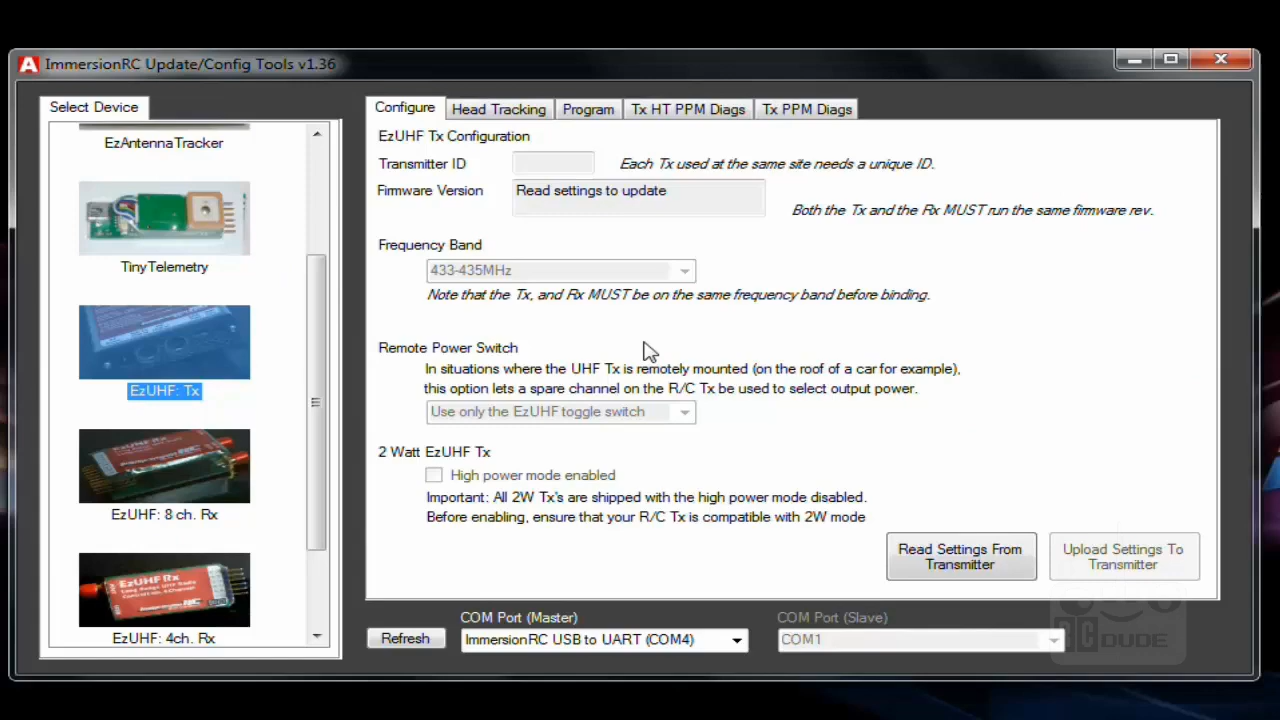 ImmersionRC Update/Config Tools v1.36
Select Device
EzAntennaTracker
TinyTelemetry
EzUHF: Tx
EzUHF: 8 ch. Rx
EzUHF Rx
EzUHF: 4ch. Rx
Configure
Head Tracking
Program
Tx HT PPM Diags
Tx PPM Diags
EzUHF Tx Configuration
Transmitter ID
Each Tx used at the same site needs a unique ID.
Firmware Version
Read settings to update
Both the Tx and the Rx MUST run the same firmware rev.
Frequency Band
433-435MHz
Note that the Tx, and Rx MUST be on the same frequency band before binding.
Remote Power Switch
In situations where the UHF Tx is remotely mounted (on the roof of a car for example),
this option lets a spare channel on the R/C Tx be used to select output power.
Use only the EzUHF toggle switch
2 Watt EzUHF Tx
High power mode enabled
Important: All 2W Tx's are shipped with the high power mode disabled.
Before enabling, ensure that your R/C Tx is compatible with 2W mode
Read Settings From
Transmitter
Upload Settings To
Transmitter
Refresh
COM Port (Master)
ImmersionRC USB to UART (COM4)
COM Port (Slave)
COM1
RC DUDE